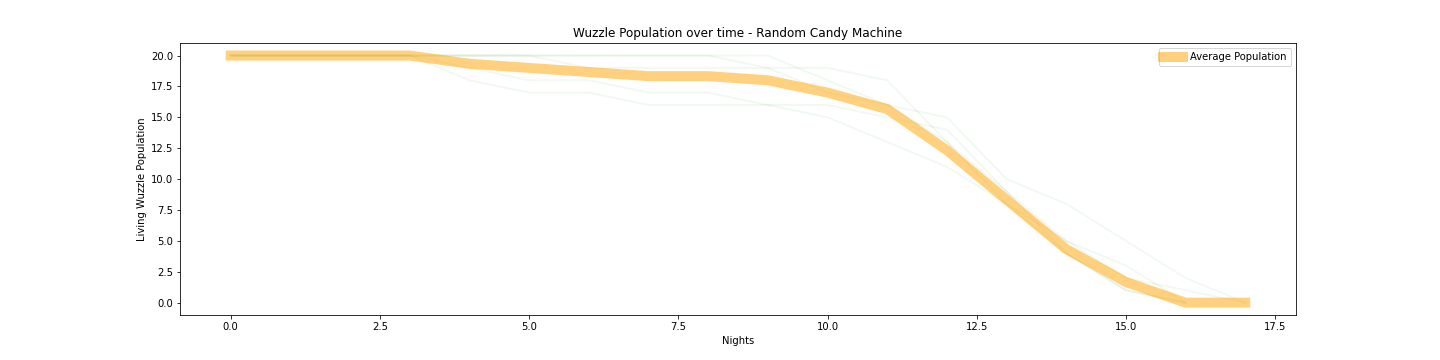 Wuzzle Population over time - Random Candy Machine
Average Population
20.0
17.5
15.0
12.5
10.0
7.5
5.0
2.5
0.0
Living Wuzzle Population
0.0 2.5 5.0 7.5 10.0 12.5 15.0 17.5
Nights